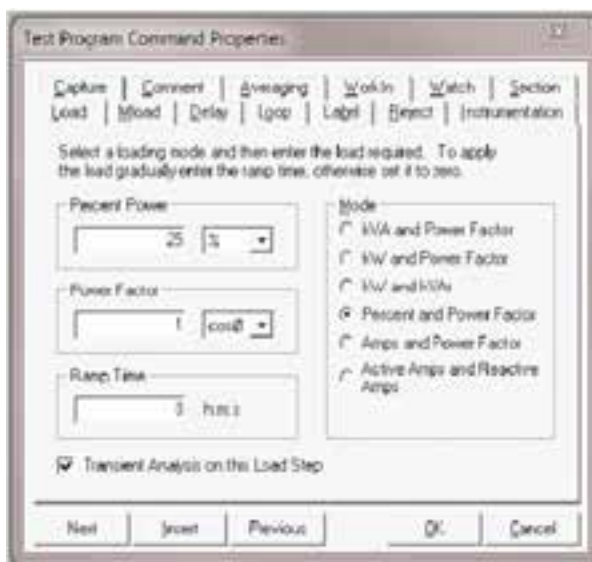 Test Program Command Properties
Capture Comment Averaging Work In Watch Section
Load Mload Delay Loop Label Reject Instrumentation
Select a loading mode and then enter the load required. To apply
the load gradually enter the ramp time, otherwise set it to zero.
Percent Power
25 %
Power Factor
1 cosØ
Ramp Time
h:m:s
Transient Analysis on this Load Step
Mode
kVA and Power Factor
kW and Power Factor
kW and kVAr
Percent and Power Factor
Amps and Power Factor
Active Amps and Reactive
Amps
Next Insert Previous OK Cancel